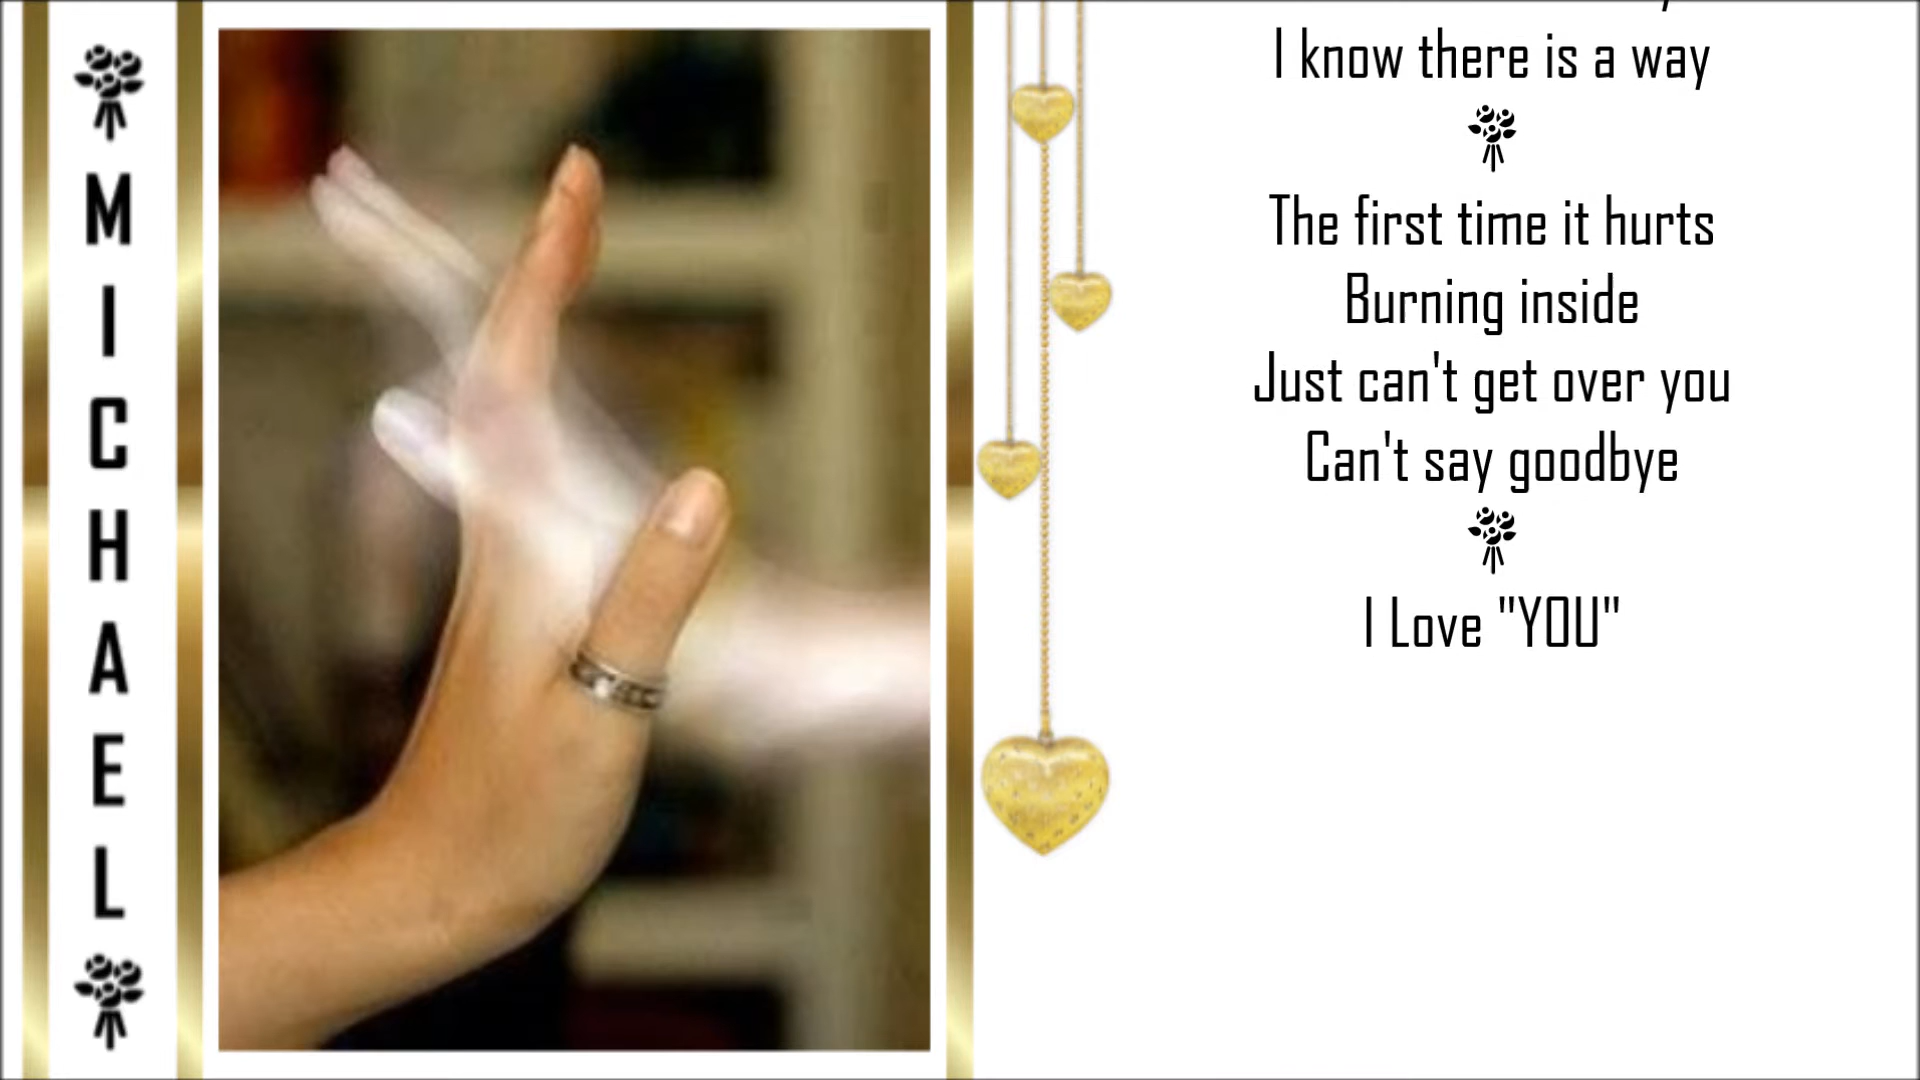 MICHAEL
I know there is a way
The first time it hurts
Burning inside
Just can't get over you
Can't say goodbye
I Love "YOU"